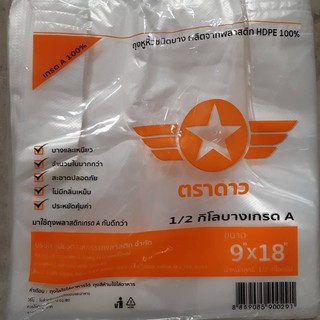 ถุงหูหิ้วชนิดบาง ผลิตจากพลาสติก HDPE 100%
เกรด A 100%
บางและเหนียว
จำนวนใบมากกว่า
สะอาดปลอดภัย
ไม่มีกลิ่นเหม็น
ประหยัดคุ้มค่า
มาใช้ถุงพลาสติกเกรด A กันดีกว่า
ตราดาว
1/2 กิโลบางเกรด A
ขนาด
9"x18"
8 859085 900291